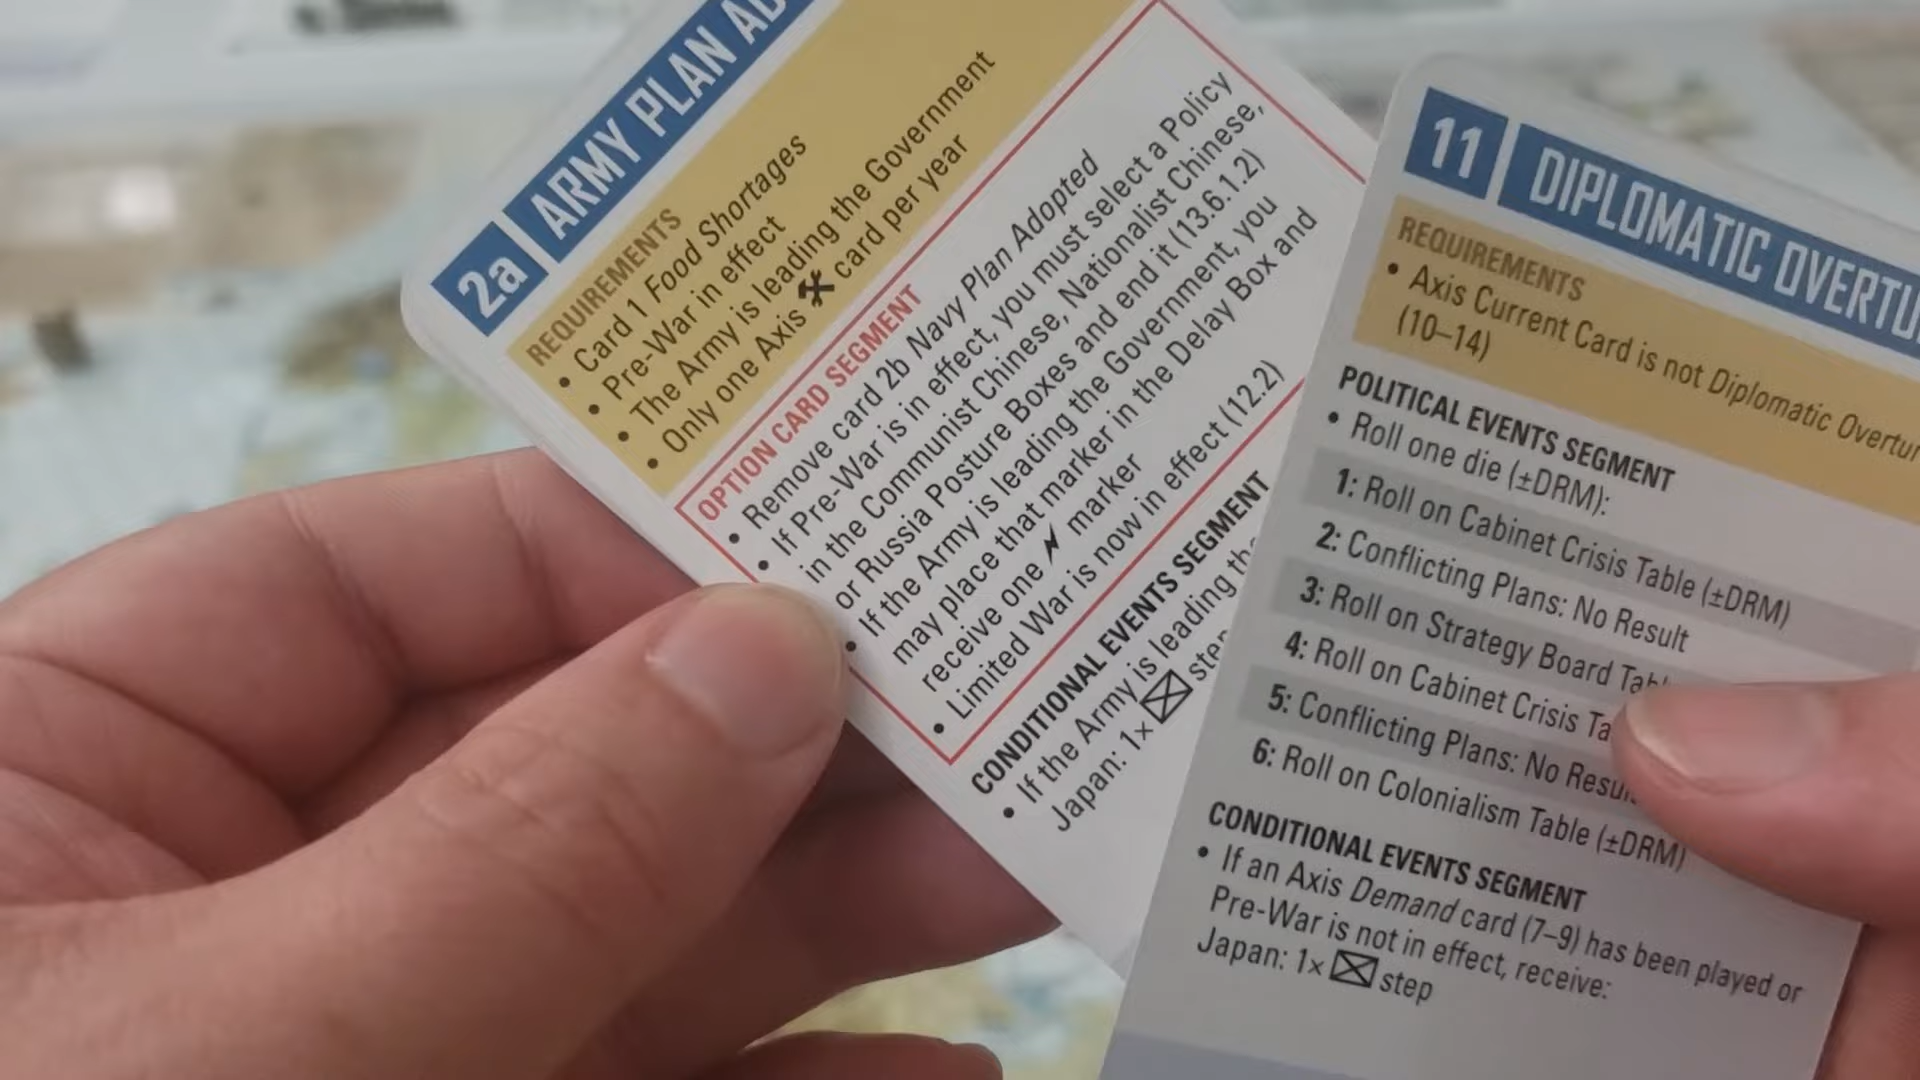 2a ARMY PLAN AD
REQUIREMENTS
• Card 1 Food Shortages
• Pre-War in effect
• The Army is leading the Government
• Only one Axis card per year
OPTION CARD SEGMENT
• Remove card 2b Navy Plan Adopted
• If Pre-War is in effect, you must select a Policy
in the Communist Chinese, Nationalist Chinese,
or Russia Posture Boxes and end it (13.6.1.2)
• If the Army is leading the Government, you
may place that marker in the Delay Box and
receive one marker
• Limited War is now in effect (12.2)
CONDITIONAL EVENTS SEGMENT
• If the Army is leading
Japan: 1× step
11 DIPLOMATIC OVERTU
REQUIREMENTS
• Axis Current Card is not Diplomatic Overtur
(10–14)
POLITICAL EVENTS SEGMENT
• Roll one die (±DRM):
1: Roll on Cabinet Crisis Table (±DRM)
2: Conflicting Plans: No Result
3: Roll on Strategy Board Tabl
4: Roll on Cabinet Crisis Ta
5: Conflicting Plans: No Resul
6: Roll on Colonialism Table (±DRM)
CONDITIONAL EVENTS SEGMENT
• If an Axis Demand card (7–9) has been played or
Pre-War is not in effect, receive:
Japan: 1× step